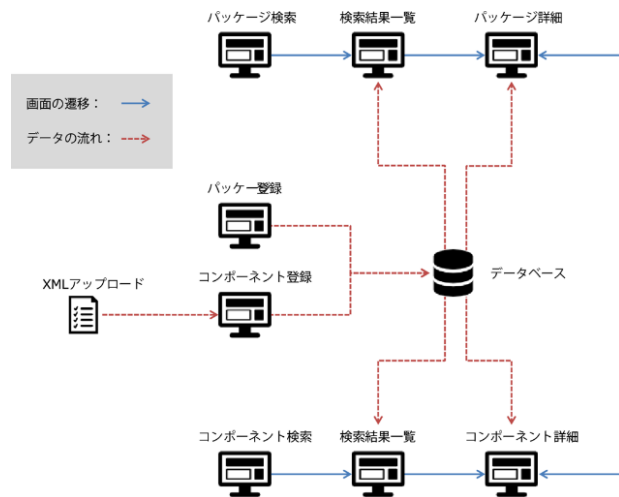 パッケージ検索
検索結果一覧
パッケージ詳細
画面の遷移：
データの流れ：
パッケー登録
XMLアップロード
コンポーネント登録
データベース
コンポーネント検索
検索結果一覧
コンポーネント詳細